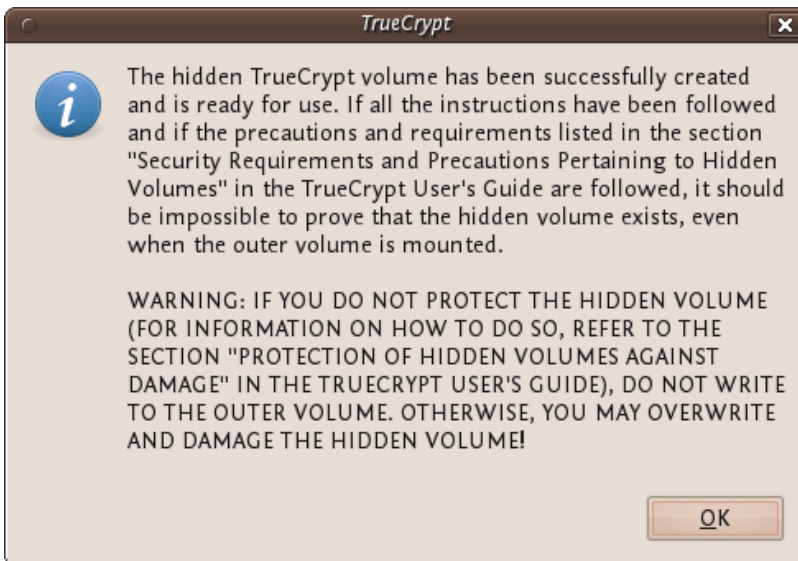 TrueCrypt
The hidden TrueCrypt volume has been successfully created
and is ready for use. If all the instructions have been followed
and if the precautions and requirements listed in the section
"Security Requirements and Precautions Pertaining to Hidden
Volumes" in the TrueCrypt User's Guide are followed, it should
be impossible to prove that the hidden volume exists, even
when the outer volume is mounted.
WARNING: IF YOU DO NOT PROTECT THE HIDDEN VOLUME
(FOR INFORMATION ON HOW TO DO SO, REFER TO THE
SECTION "PROTECTION OF HIDDEN VOLUMES AGAINST
DAMAGE" IN THE TRUECRYPT USER'S GUIDE), DO NOT WRITE
TO THE OUTER VOLUME. OTHERWISE, YOU MAY OVERWRITE
AND DAMAGE THE HIDDEN VOLUME!
OK